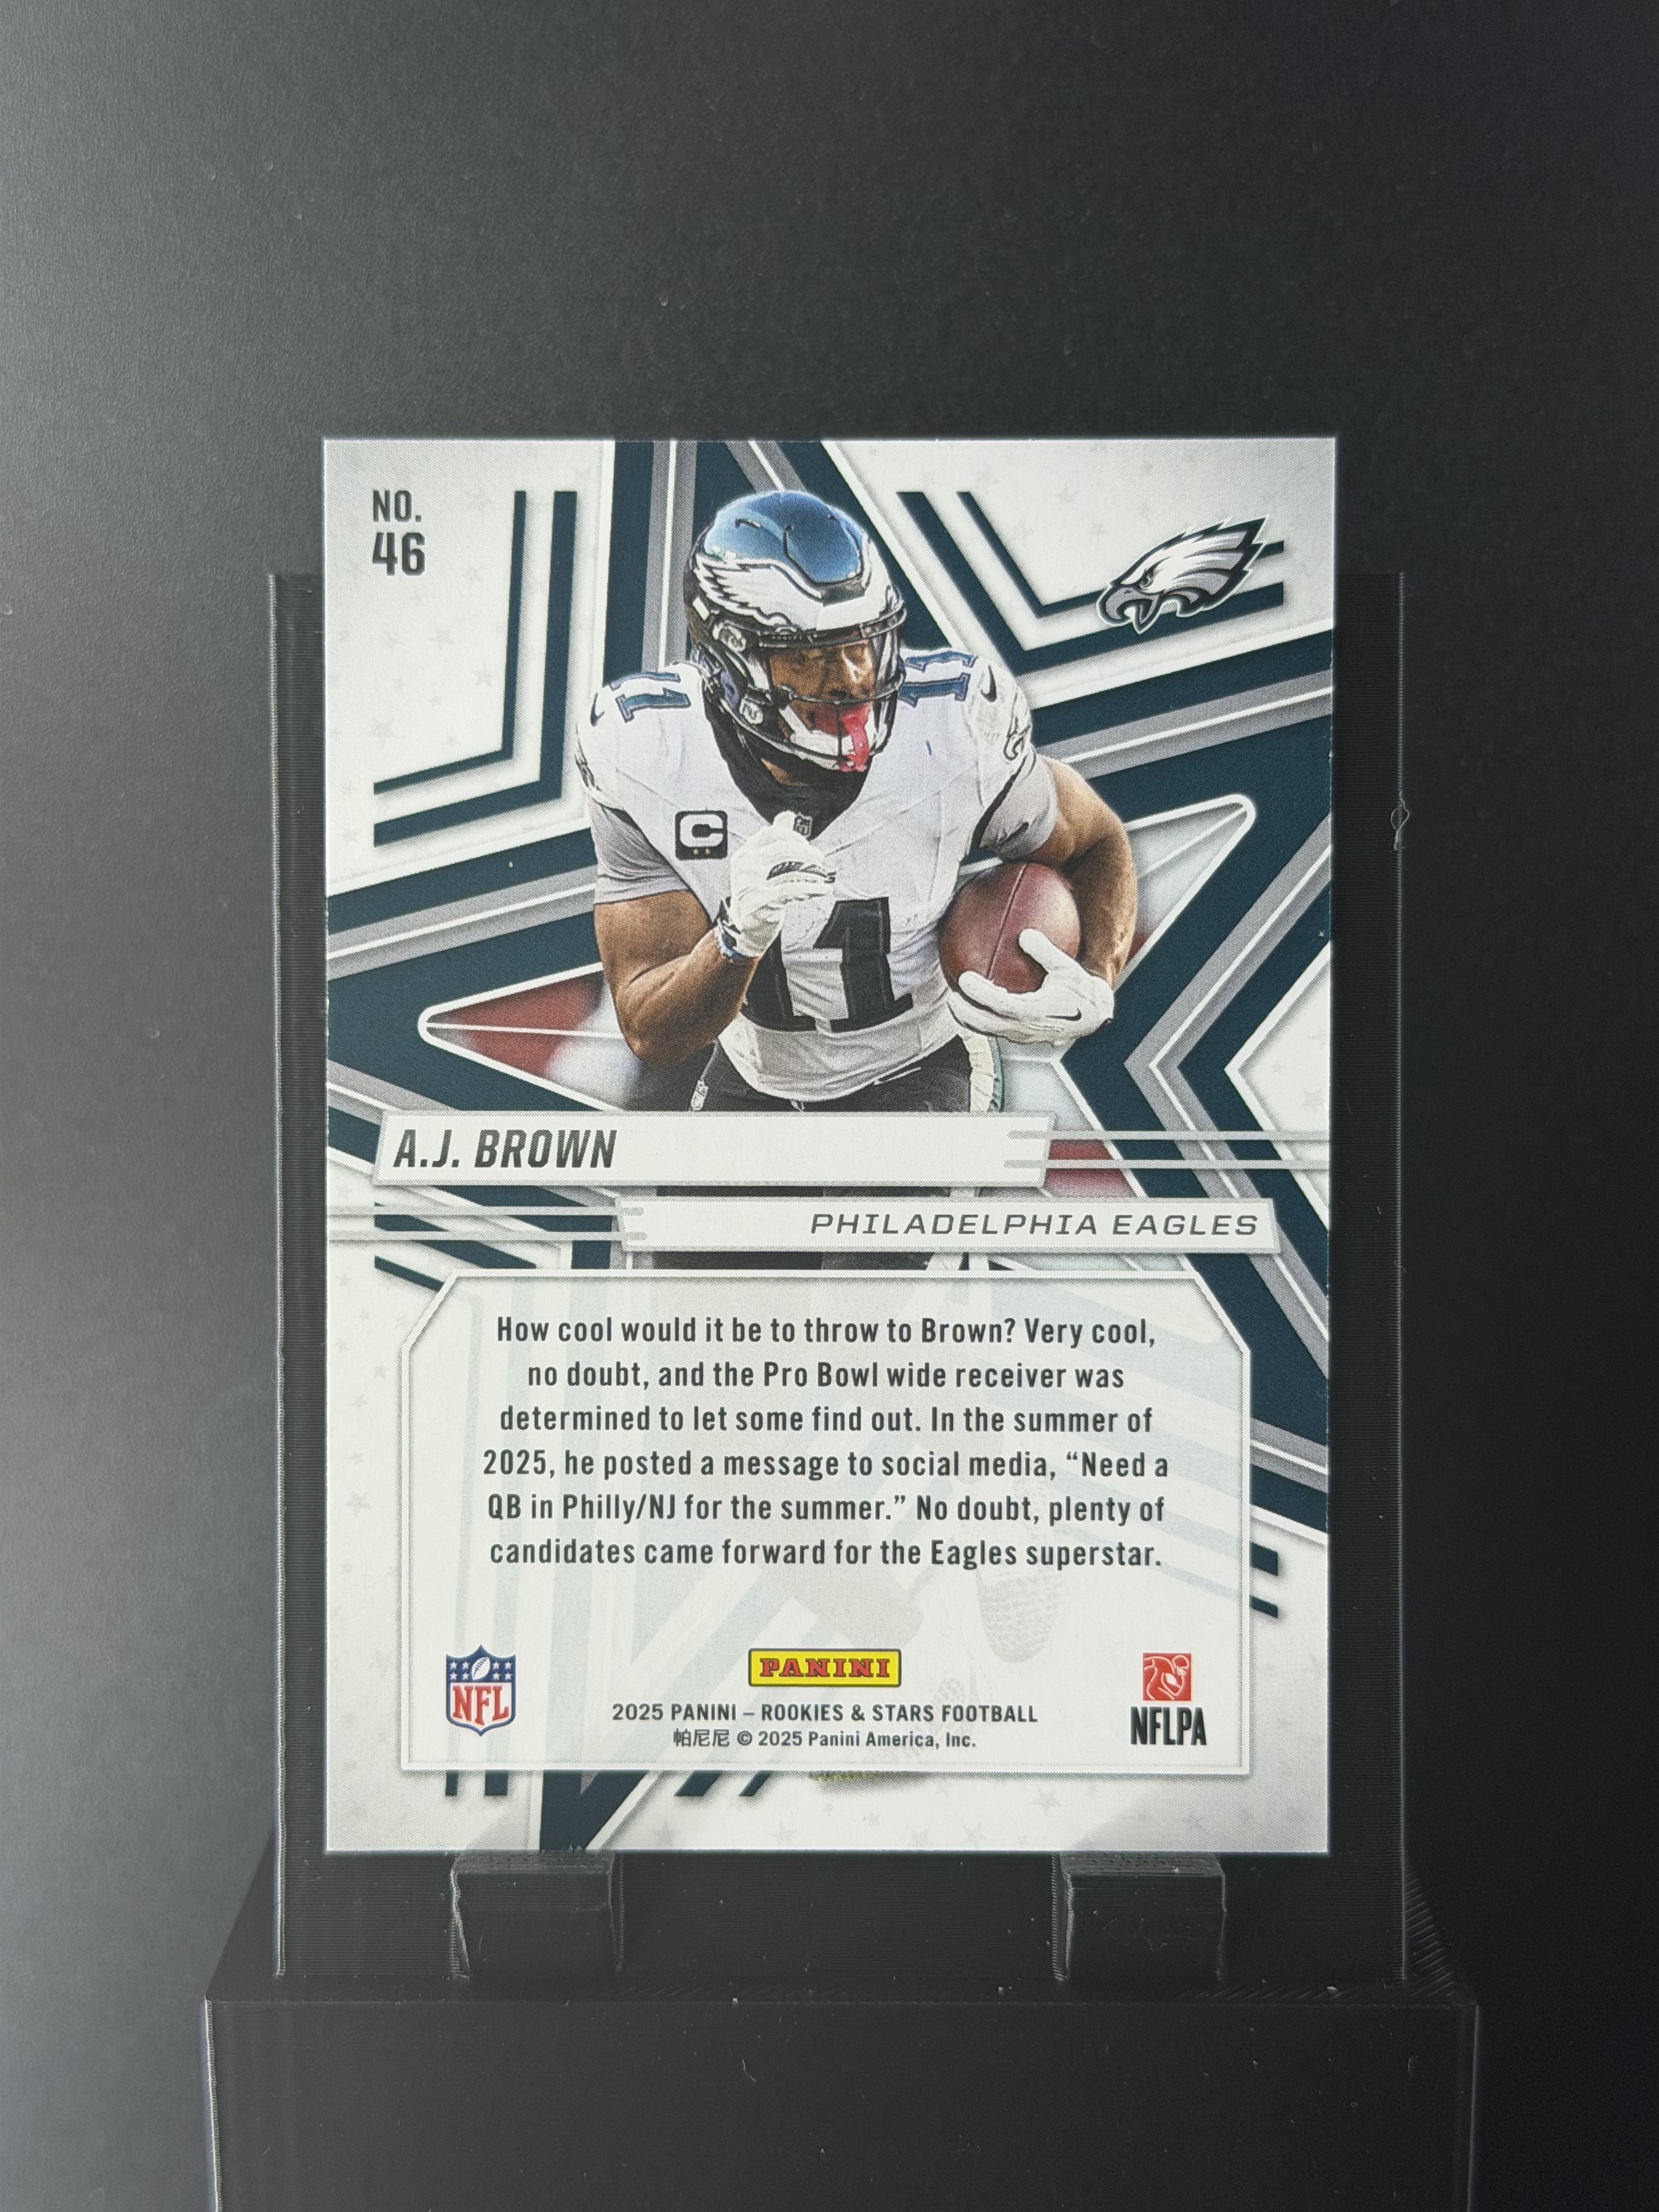 NO.
46
11
11
C
11
A.J. BROWN
PHILADELPHIA EAGLES
How cool would it be to throw to Brown? Very cool,
no doubt, and the Pro Bowl wide receiver was
determined to let some find out. In the summer of
2025, he posted a message to social media, “Need a
QB in Philly/NJ for the summer.” No doubt, plenty of
candidates came forward for the Eagles superstar.
NFL
PANINI
NFLPA
2025 PANINI – ROOKIES & STARS FOOTBALL
帕尼尼 © 2025 Panini America, Inc.